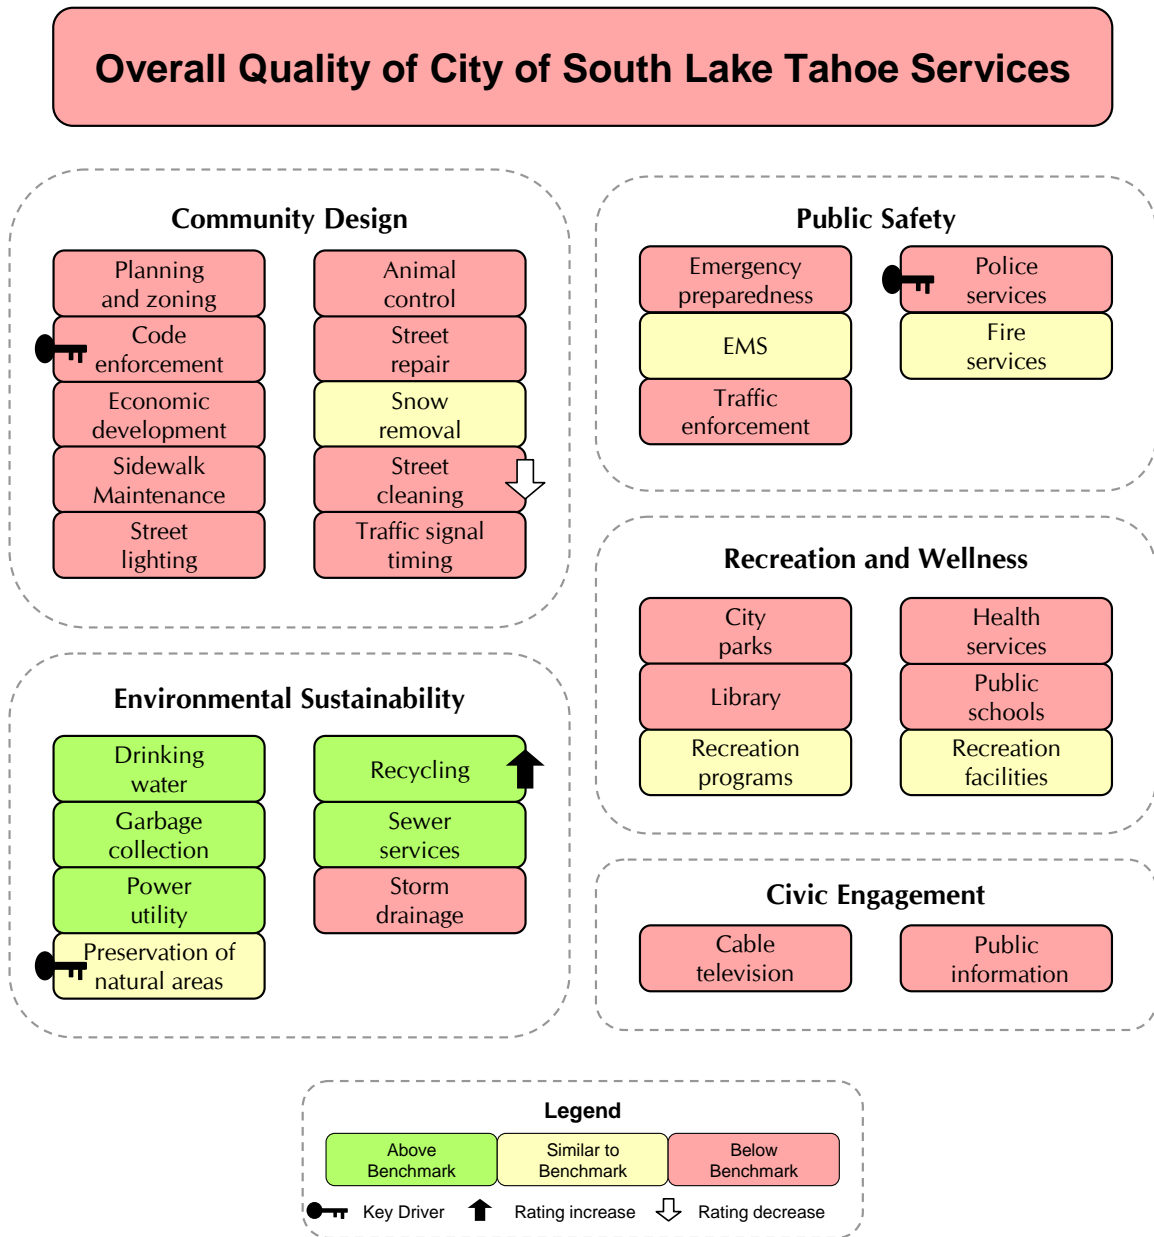 Overall Quality of City of South Lake Tahoe Services
Community Design
Planning
and zoning
Code
enforcement
Economic
development
Sidewalk
Maintenance
Street
lighting
Animal
control
Street
repair
Snow
removal
Street
cleaning
Traffic signal
timing
Public Safety
Emergency
preparedness
EMS
Traffic
enforcement
Police
services
Fire
services
Environmental Sustainability
Drinking
water
Garbage
collection
Power
utility
Preservation of
natural areas
Recycling
Sewer
services
Storm
drainage
Recreation and Wellness
City
parks
Library
Recreation
programs
Health
services
Public
schools
Recreation
facilities
Civic Engagement
Cable
television
Public
information
Legend
Above
Benchmark
Similar to
Benchmark
Below
Benchmark
Key Driver
Rating increase
Rating decrease